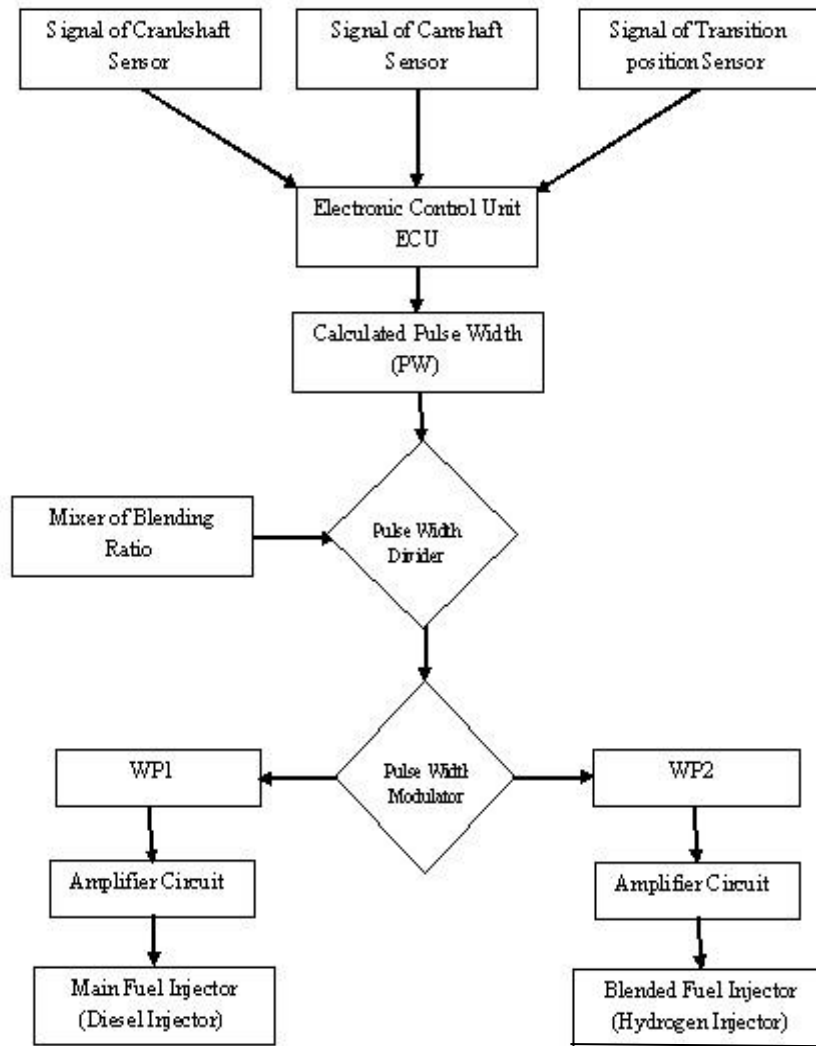 Signal of Crankshaft
Sensor
Signal of Camshaft
Sensor
Signal of Transition
position Sensor
Electronic Control Unit
ECU
Calculated Pulse Width
(PW)
Mixer of Blending
Ratio
Pulse Width
Divider
Pulse Width
Modulator
WP1
WP2
Amplifier Circuit
Amplifier Circuit
Main Fuel Injector
(Diesel Injector)
Blended Fuel Injector
(Hydrogen Injector)